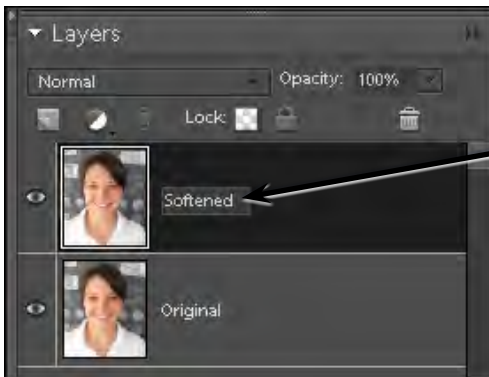 Layers
Normal Opacity: 100%
Lock:
Softened
Original